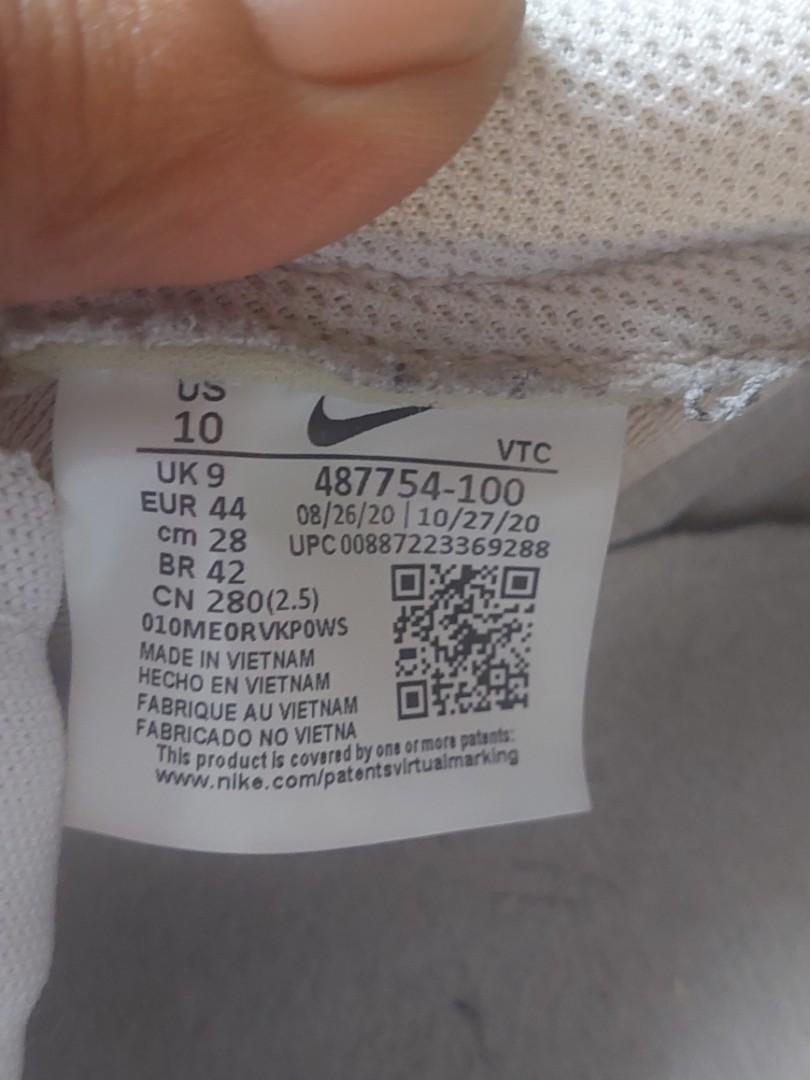 US
10
VTC
UK 9
EUR 44
cm 28
BR 42
CN 280(2.5)
487754-100
08/26/20 | 10/27/20
UPC 00887223369288
010ME0RVKP0WS
MADE IN VIETNAM
HECHO EN VIETNAM
FABRIQUE AU VIETNAM
FABRICADO NO VIETNA
This product is covered by one or more patents:
www.nike.com/patentsvirtualmarking